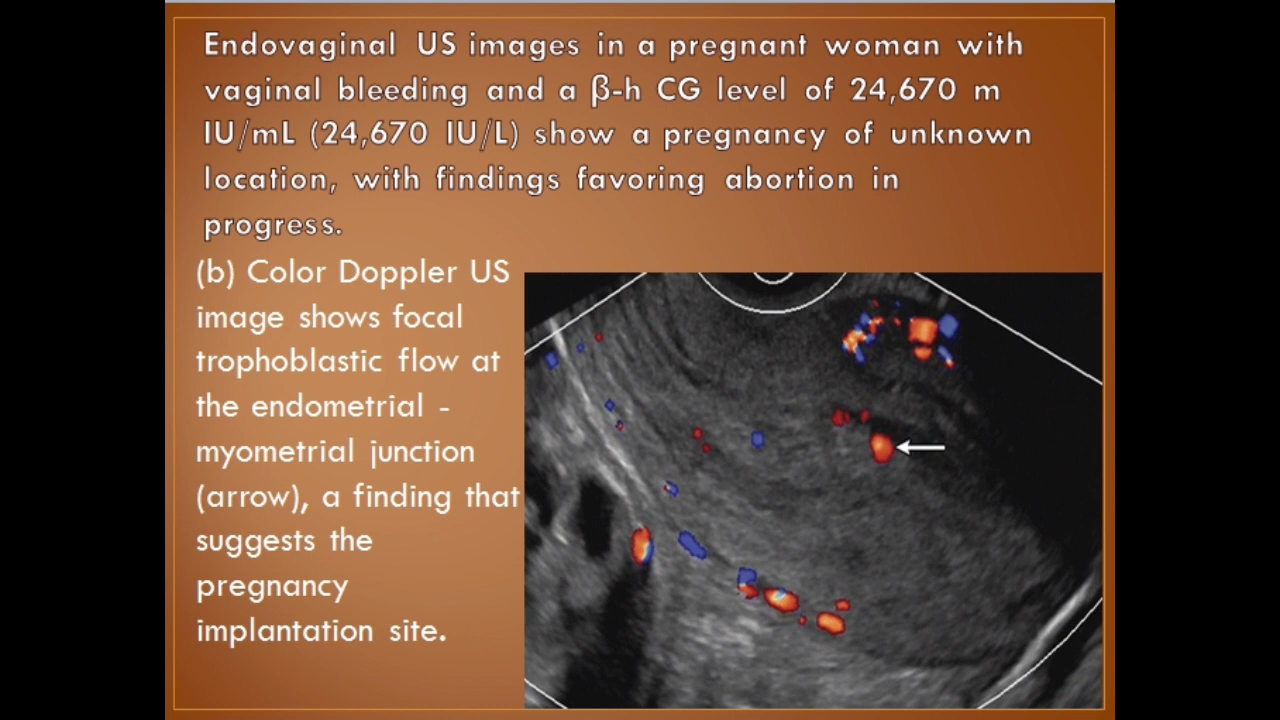 Endovaginal US images in a pregnant woman with
vaginal bleeding and a β-h CG level of 24,670 m
IU/mL (24,670 IU/L) show a pregnancy of unknown
location, with findings favoring abortion in
progress.
(b) Color Doppler US
image shows focal
trophoblastic flow at
the endometrial -
myometrial junction
(arrow), a finding that
suggests the
pregnancy
implantation site.